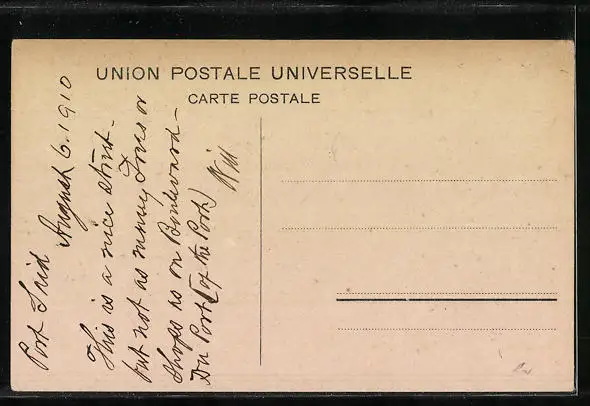 UNION POSTALE UNIVERSELLE
CARTE POSTALE
Port Said August 6. 1910
This is a nice street-
but not as many trees or
shops as on Boulevard-
Du Port (of the Port)
Will